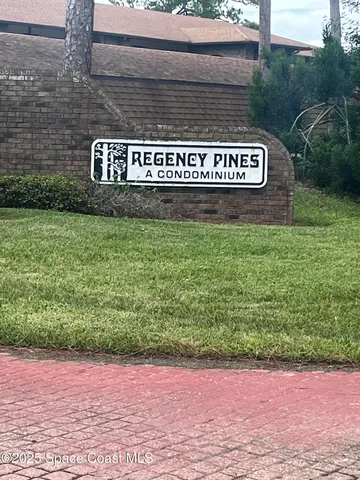 REGENCY PINES
A CONDOMINIUM
©2025 Space Coast MLS